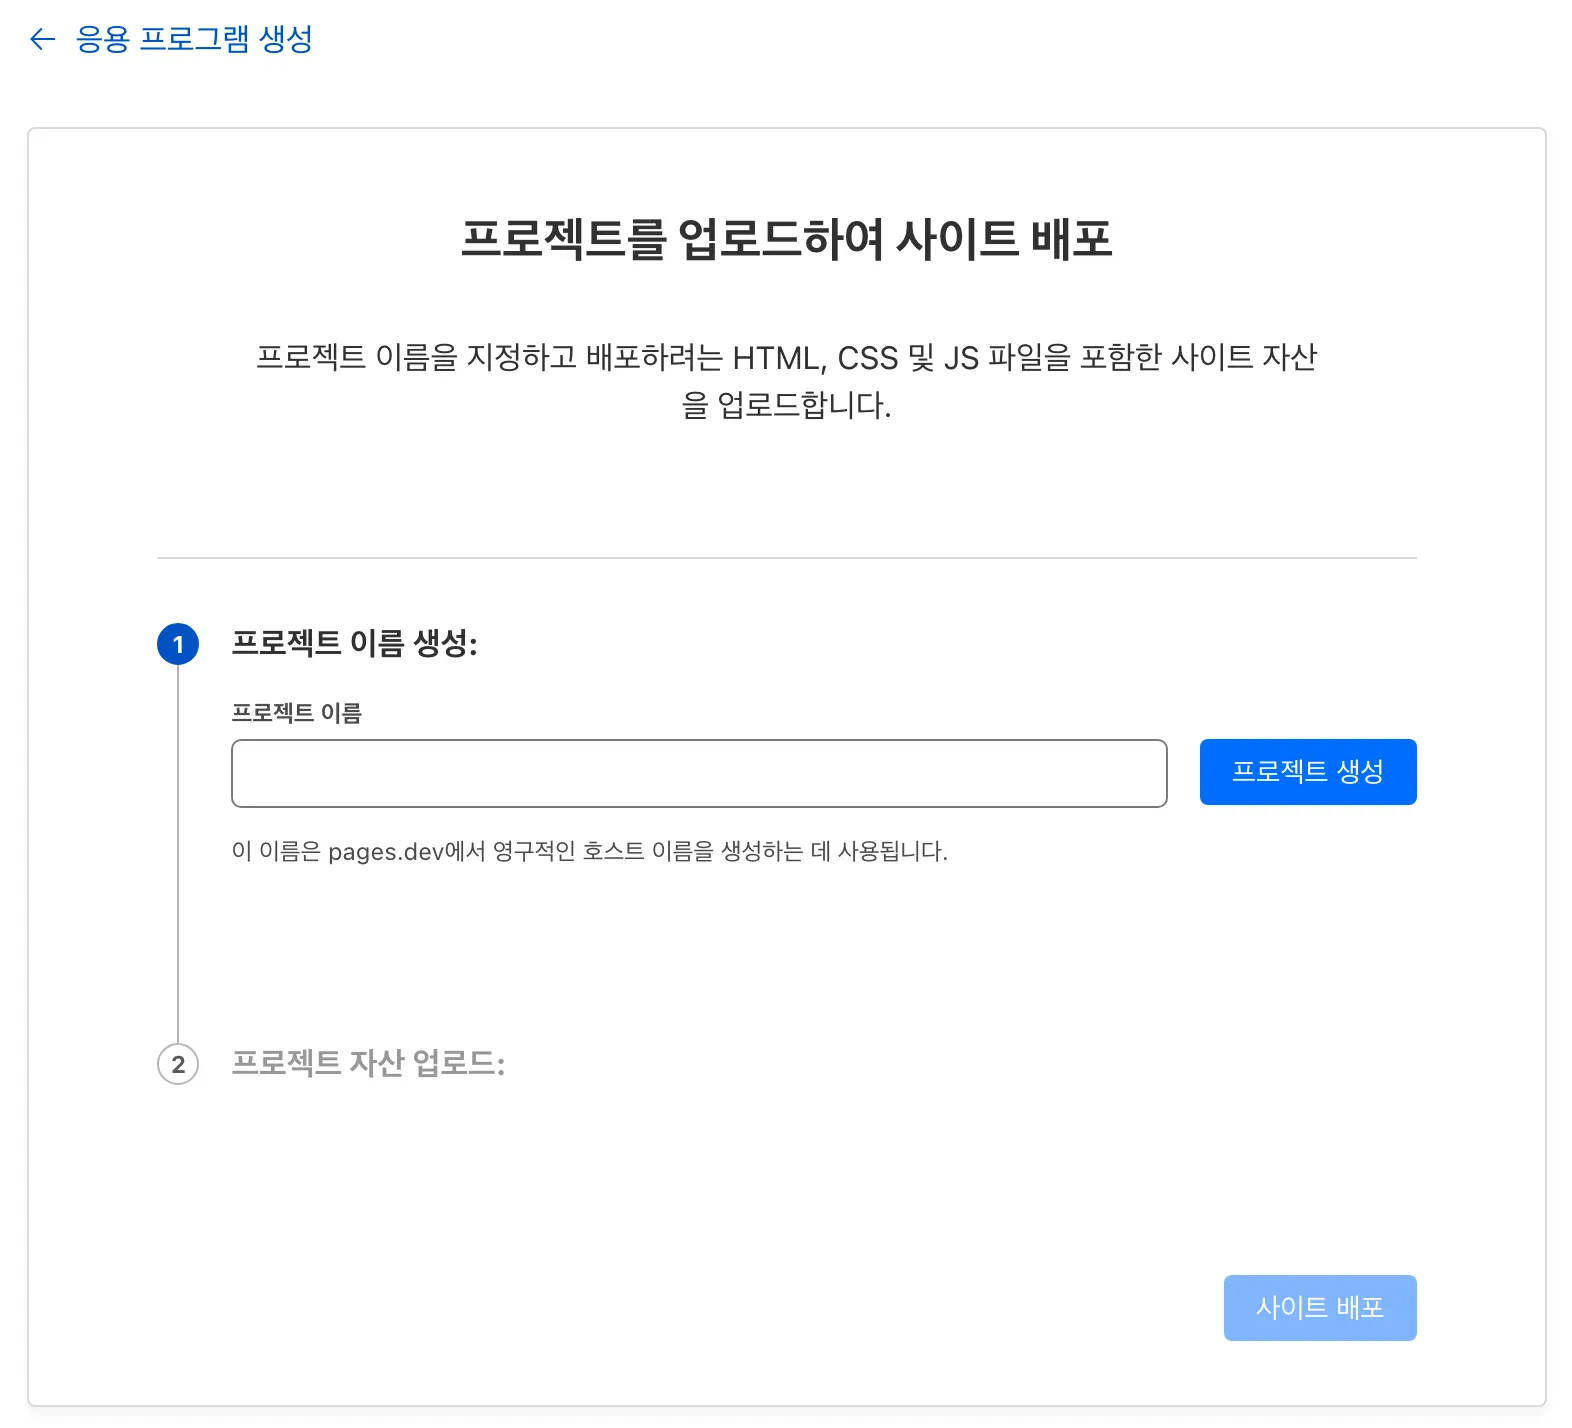 ← 응용 프로그램 생성
프로젝트를 업로드하여 사이트 배포
프로젝트 이름을 지정하고 배포하려는 HTML, CSS 및 JS 파일을 포함한 사이트 자산
을 업로드합니다.
1 프로젝트 이름 생성:
프로젝트 이름
프로젝트 생성
이 이름은 pages.dev에서 영구적인 호스트 이름을 생성하는 데 사용됩니다.
2 프로젝트 자산 업로드:
사이트 배포